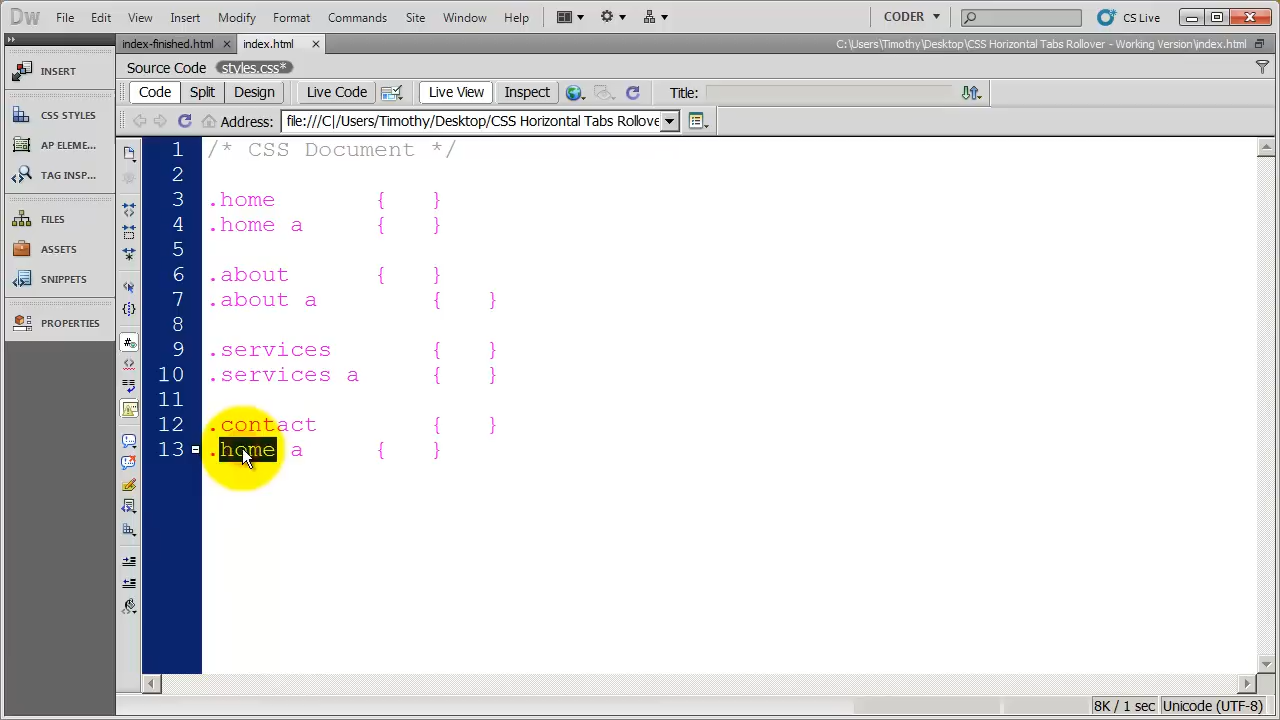 Dw File Edit View Insert Modify Format Commands Site Window Help CODER CS Live
index-finished.html index.html C:\Users\Timothy\Desktop\CSS Horizontal Tabs Rollover - Working Version\index.html
Source Code styles.css*
Code Split Design Live Code Live View Inspect Title:
Address: file:///C|/Users/Timothy/Desktop/CSS Horizontal Tabs Rollove
INSERT
CSS STYLES
AP ELEME...
TAG INSP...
FILES
ASSETS
SNIPPETS
PROPERTIES
1 /* CSS Document */
2
3 .home { }
4 .home a { }
5
6 .about { }
7 .about a { }
8
9 .services { }
10 .services a { }
11
12 .contact { }
13 .home a { }
8K / 1 sec Unicode (UTF-8)